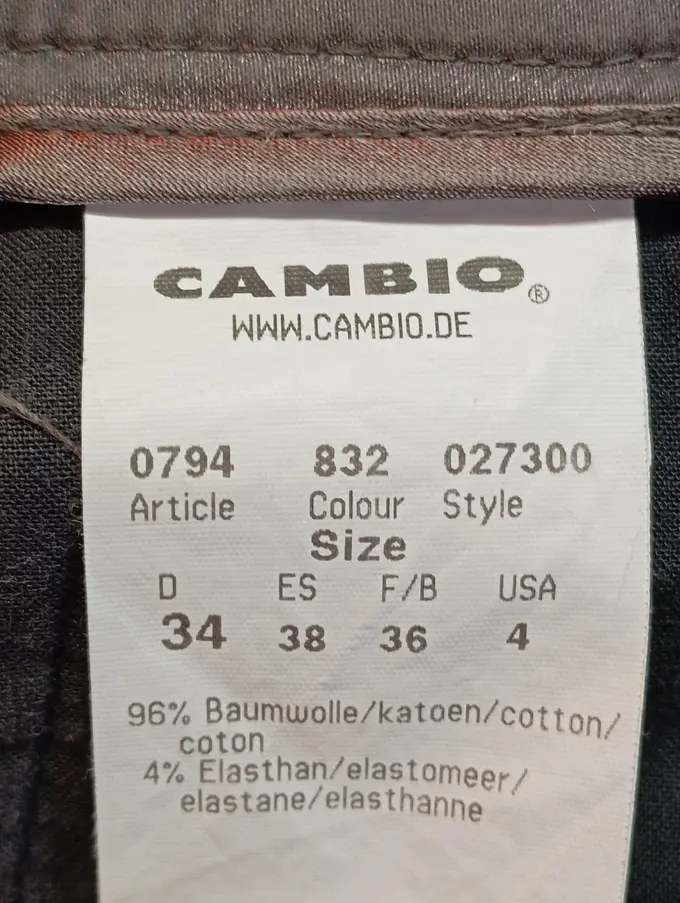 CAMBIO®
WWW.CAMBIO.DE
0794 832 027300
Article Colour Style
Size
D ES F/B USA
34 38 36 4
96% Baumwolle/katoen/cotton/
coton
4% Elasthan/elastomeer/
elastane/elasthanne